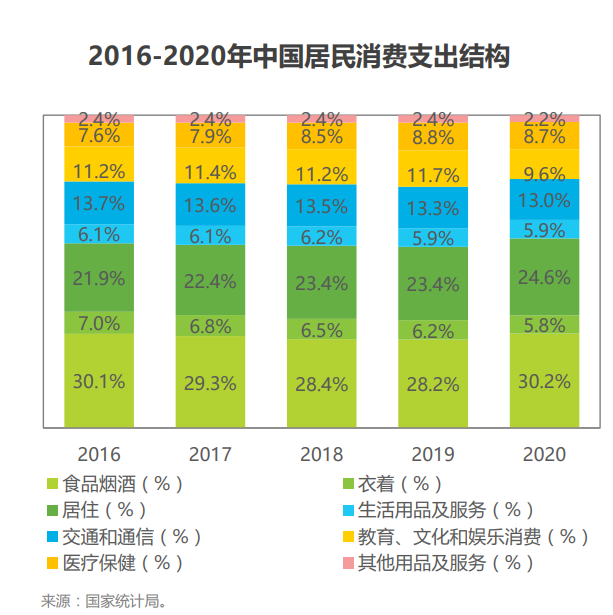 2016-2020年中国居民消费支出结构
2.4% 2.4% 2.4% 2.4% 2.2%
7.6% 7.9% 8.5% 8.8% 8.7%
11.2% 11.4% 11.2% 11.7% 9.6%
13.7% 13.6% 13.5% 13.3% 13.0%
6.1% 6.1% 6.2% 5.9% 5.9%
21.9% 22.4% 23.4% 23.4% 24.6%
7.0% 6.8% 6.5% 6.2% 5.8%
30.1% 29.3% 28.4% 28.2% 30.2%
2016 2017 2018 2019 2020
食品烟酒（%） 衣着（%）
居住（%） 生活用品及服务（%）
交通和通信（%） 教育、文化和娱乐消费（%）
医疗保健（%） 其他用品及服务（%）
来源：国家统计局。